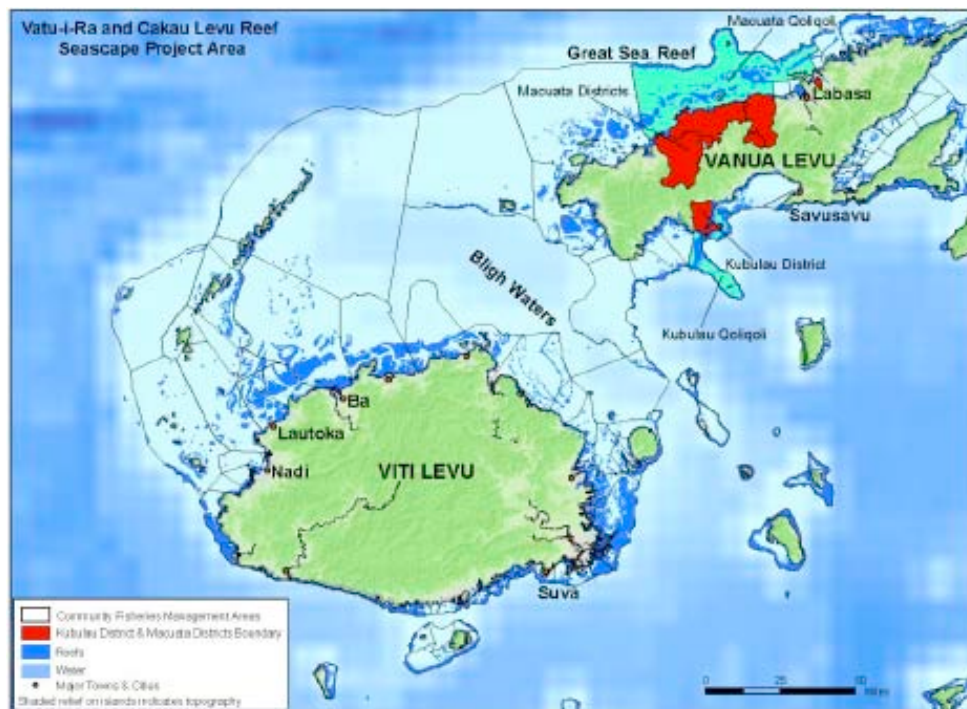 Vatu-i-Ra and Cakau Levu Reef
Seascape Project Area
Macuata Qoliqoli
Great Sea Reef
Macuata Districts
Labasa
VANUA LEVU
Savusavu
Kubulau District
Bligh Waters
Kubulau Qoliqoli
Ba
Lautoka
Nadi
VITI LEVU
Suva
Community Fisheries Management Areas
Kubulau District & Macuata Districts Boundary
Reefs
Water
Major Towns & Cities
Shaded relief on islands indicates topography
0 25 50
Miles